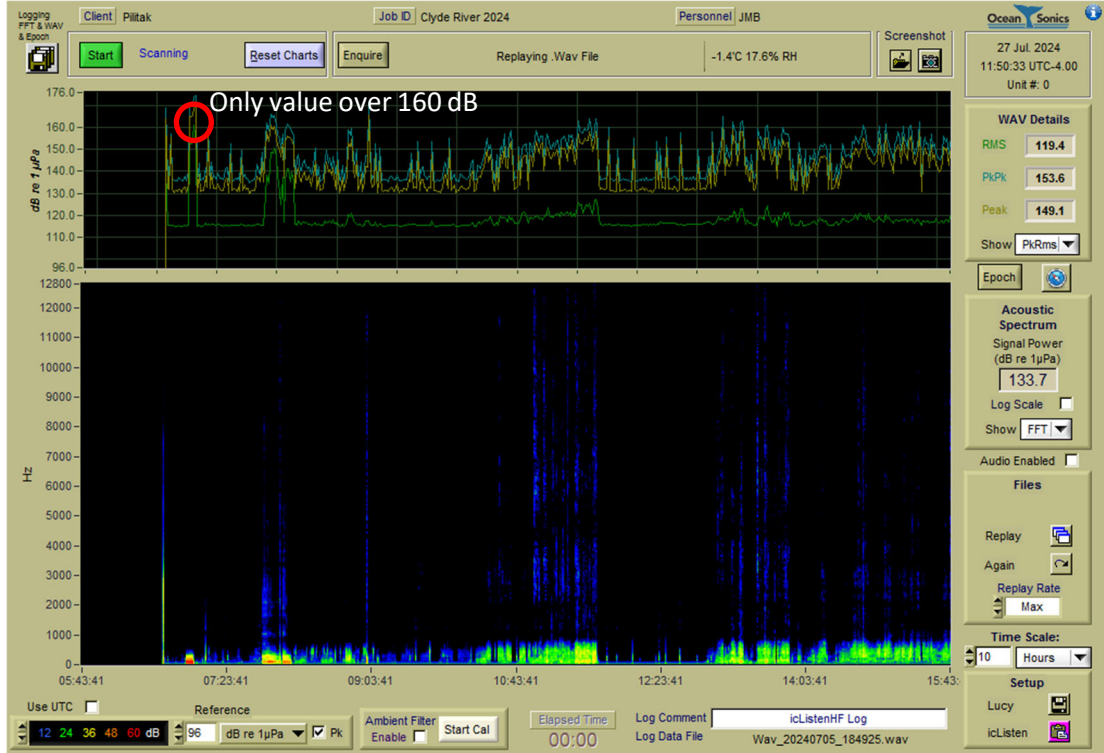 Logging
FFT & WAV
& Epoch
Client Pilitak
Job ID Clyde River 2024
Personnel JMB
Ocean Sonics
Start Scanning Reset Charts
Enquire Replaying .Wav File -1.4'C 17.6% RH
Screenshot
27 Jul. 2024
11:50:33 UTC-4.00
Unit #: 0
Only value over 160 dB
176.0
160.0
150.0
140.0
130.0
120.0
110.0
96.0
dB re 1 µPa
WAV Details
RMS 119.4
PkPk 153.6
Peak 149.1
Show PkRms
Epoch
12800
12000
11000
10000
9000
8000
7000
6000
5000
4000
3000
2000
1000
0
Hz
05:43:41 07:23:41 09:03:41 10:43:41 12:23:41 14:03:41 15:43:
Acoustic
Spectrum
Signal Power
(dB re 1µPa)
133.7
Log Scale
Show FFT
Audio Enabled
Files
Replay
Again
Replay Rate
Max
Time Scale:
10 Hours
Setup
Lucy
icListen
Use UTC
Reference
12 24 36 48 60 dB
96 dB re 1µPa Pk
Ambient Filter
Enable
Start Cal
Elapsed Time
00:00
Log Comment icListenHF Log
Log Data File Wav_20240705_184925.wav